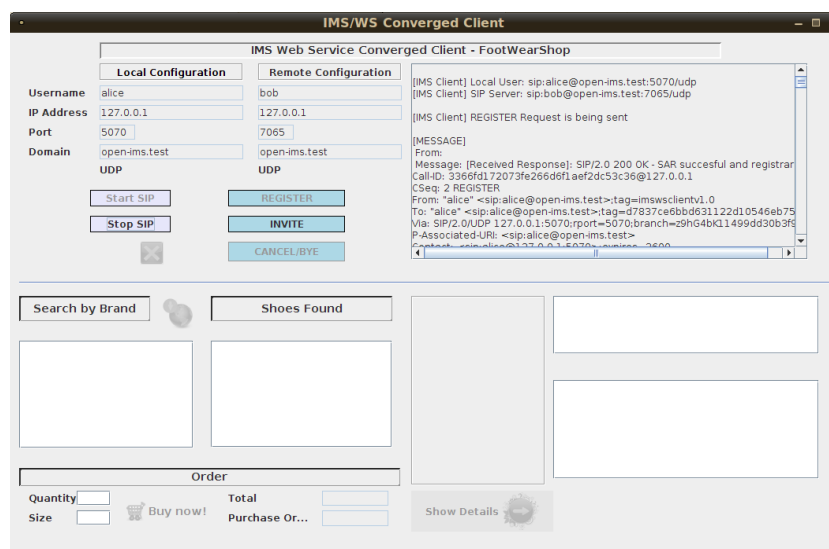 IMS/WS Converged Client
IMS Web Service Converged Client - FootWearShop
Local Configuration
Remote Configuration
Username alice bob
IP Address 127.0.0.1 127.0.0.1
Port 5070 7065
Domain open-ims.test open-ims.test
UDP UDP
Start SIP REGISTER
Stop SIP INVITE
CANCEL/BYE
[IMS Client] Local User: sip:alice@open-ims.test:5070/udp
[IMS Client] SIP Server: sip:bob@open-ims.test:7065/udp
[IMS Client] REGISTER Request is being sent
[MESSAGE]
From:
Message: [Received Response]: SIP/2.0 200 OK - SAR succesful and registrar
Call-ID: 3366fd172073fe266d6f1aef2dc53c36@127.0.0.1
CSeq: 2 REGISTER
From: "alice" <sip:alice@open-ims.test>;tag=imswsclientv1.0
To: "alice" <sip:alice@open-ims.test>;tag=d7837ce6bbd631122d10546eb75
Via: SIP/2.0/UDP 127.0.0.1:5070;rport=5070;branch=z9hG4bK11499dd30b3f9
P-Associated-URI: <sip:alice@open-ims.test>
Search by Brand
Shoes Found
Order
Quantity
Size
Buy now!
Total
Purchase Or...
Show Details